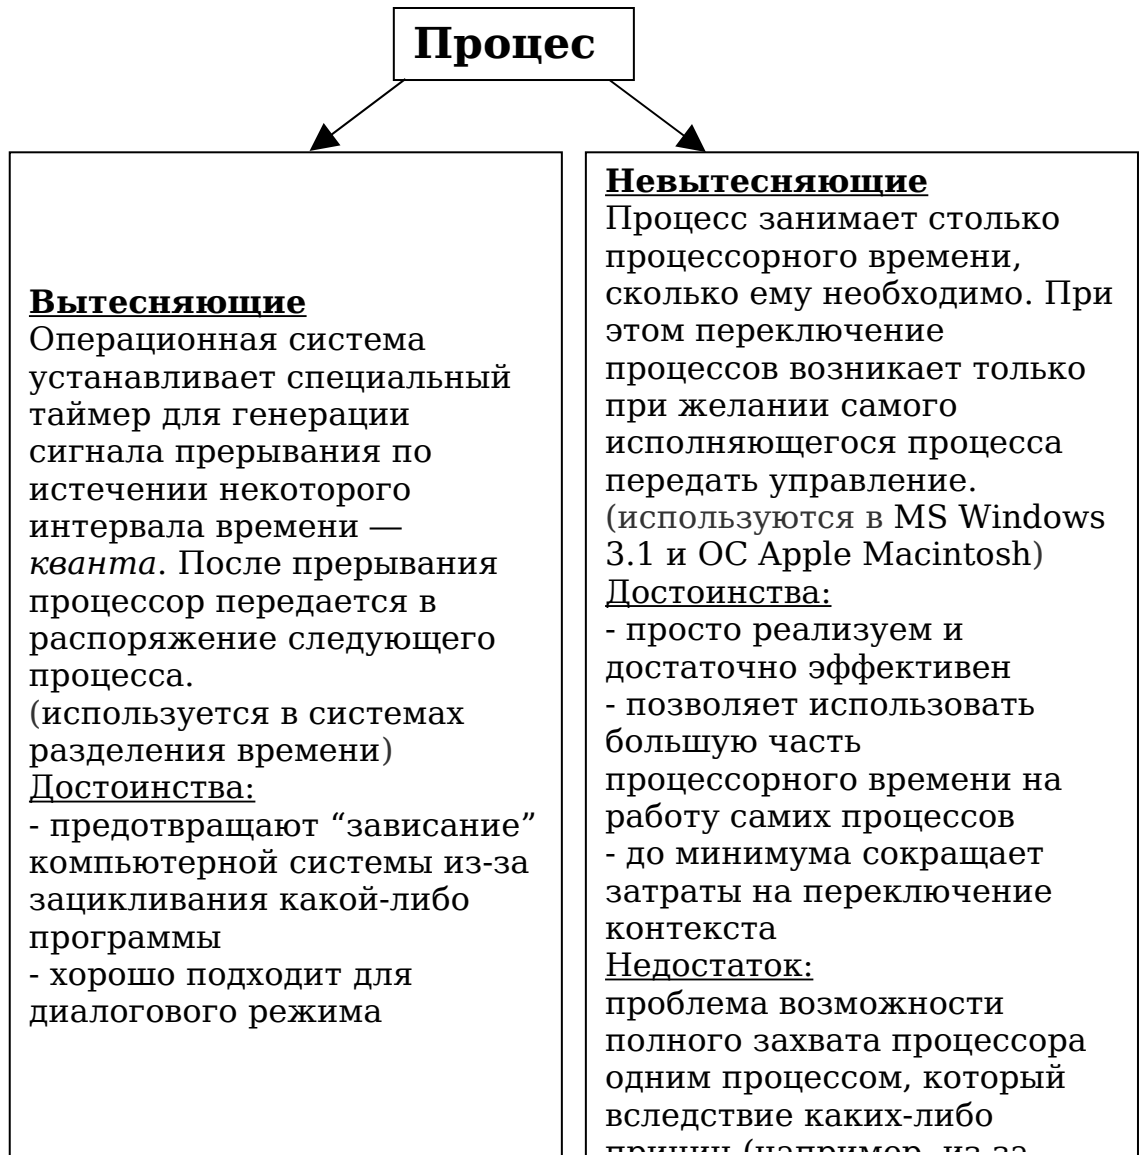 Процес
Вытесняющие
Операционная система
устанавливает специальный
таймер для генерации
сигнала прерывания по
истечении некоторого
интервала времени —
кванта. После прерывания
процессор передается в
распоряжение следующего
процесса.
(используется в системах
разделения времени)
Достоинства:
- предотвращают “зависание”
компьютерной системы из-за
зацикливания какой-либо
программы
- хорошо подходит для
диалогового режима
Невытесняющие
Процесс занимает столько
процессорного времени,
сколько ему необходимо. При
этом переключение
процессов возникает только
при желании самого
исполняющегося процесса
передать управление.
(используются в MS Windows
3.1 и ОС Apple Macintosh)
Достоинства:
- просто реализуем и
достаточно эффективен
- позволяет использовать
большую часть
процессорного времени на
работу самих процессов
- до минимума сокращает
затраты на переключение
контекста
Недостаток:
проблема возможности
полного захвата процессора
одним процессом, который
вследствие каких-либо
причин (например, из-за